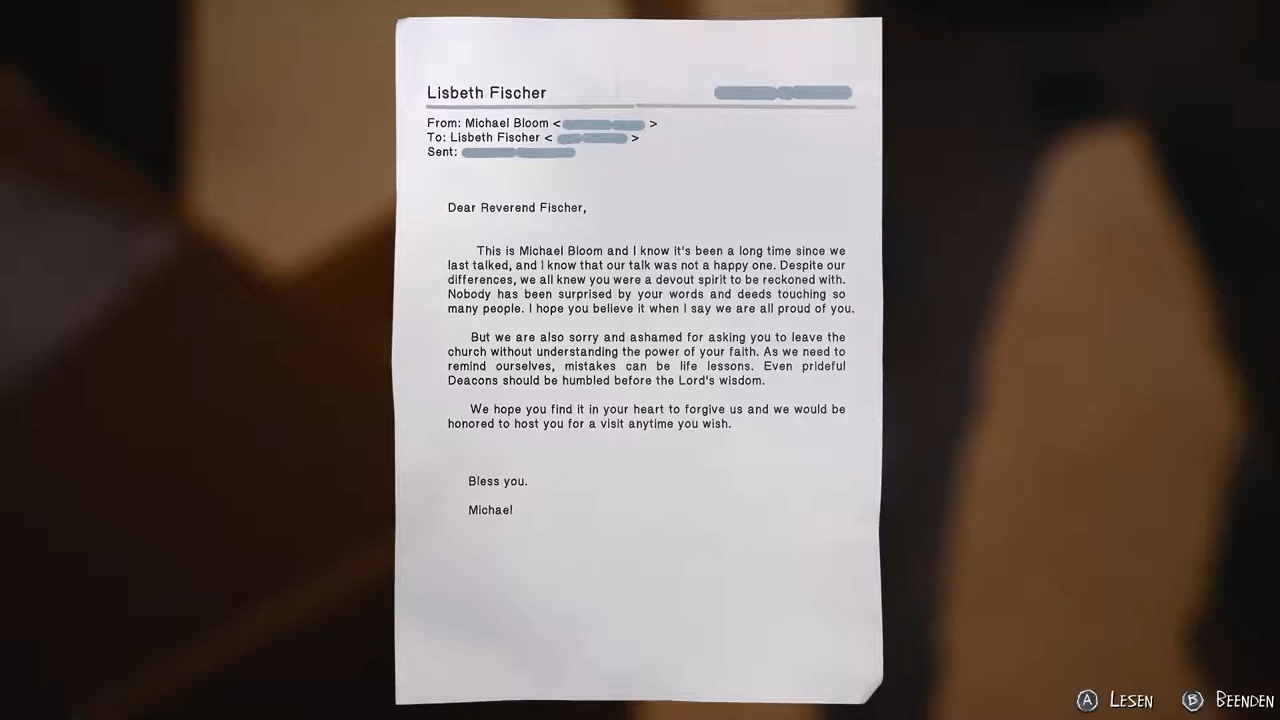 Lisbeth Fischer
From: Michael Bloom < >
To: Lisbeth Fischer < >
Sent:
Dear Reverend Fischer,
This is Michael Bloom and I know it's been a long time since we
last talked, and I know that our talk was not a happy one. Despite our
differences, we all knew you were a devout spirit to be reckoned with.
Nobody has been surprised by your words and deeds touching so
many people. I hope you believe it when I say we are all proud of you.
But we are also sorry and ashamed for asking you to leave the
church without understanding the power of your faith. As we need to
remind ourselves, mistakes can be life lessons. Even prideful
Deacons should be humbled before the Lord's wisdom.
We hope you find it in your heart to forgive us and we would be
honored to host you for a visit anytime you wish.
Bless you.
Michael
A LESEN B BEENDEN